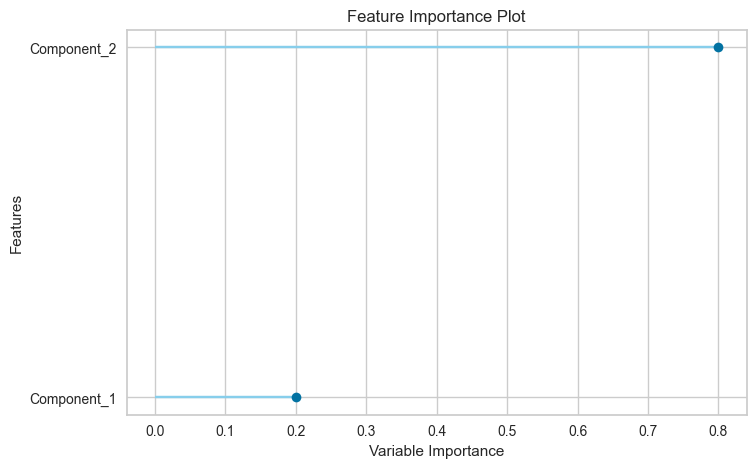 Feature Importance Plot
Component_2
Features
Component_1
0.0 0.1 0.2 0.3 0.4 0.5 0.6 0.7 0.8
Variable Importance